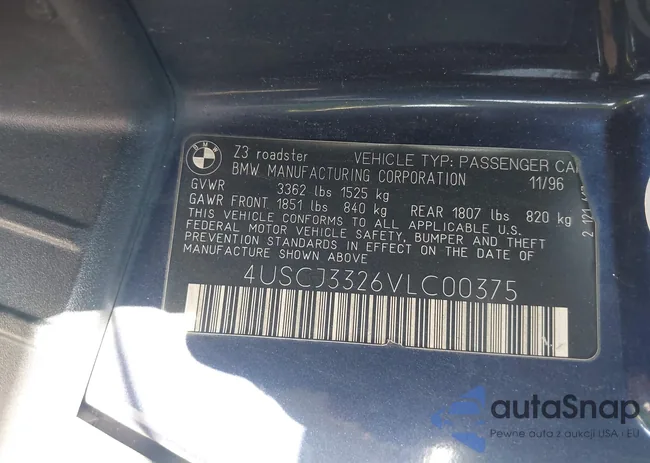 BMW
Z3 roadster VEHICLE TYP: PASSENGER CA
BMW MANUFACTURING CORPORATION 11/96
GVWR 3362 lbs 1525 kg
GAWR FRONT 1851 lbs 840 kg REAR 1807 lbs 820 kg
THIS VEHICLE CONFORMS TO ALL APPLICABLE U.S.
FEDERAL MOTOR VEHICLE SAFETY, BUMPER AND THEFT
PREVENTION STANDARDS IN EFFECT ON THE DATE OF
MANUFACTURE SHOWN ABOVE
4USCJ3326VLC00375
autaSnap
Pewne auta z aukcji USA i EU